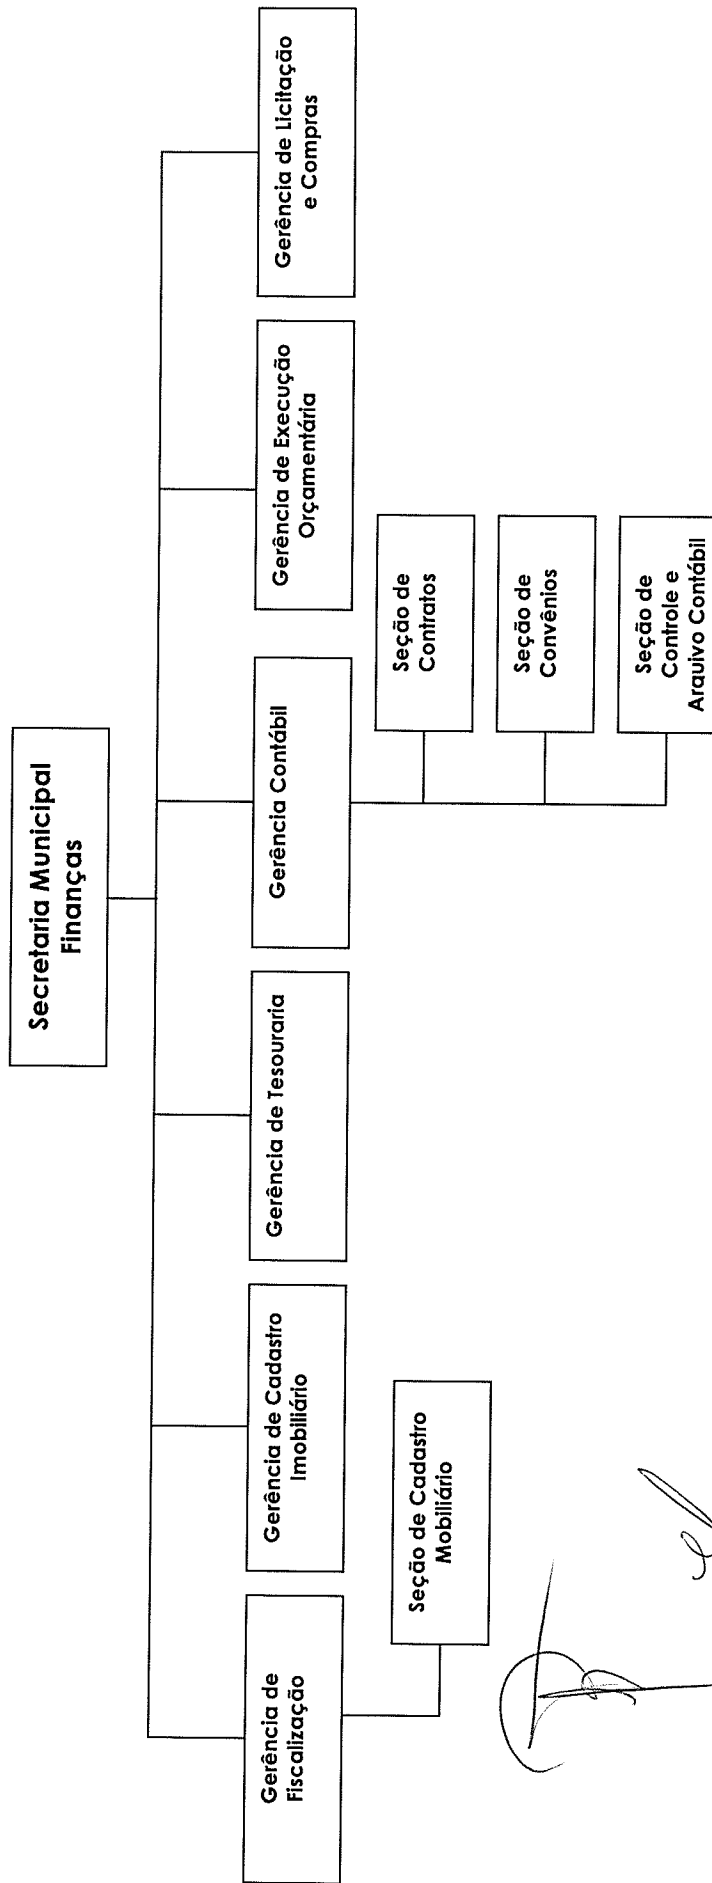 Secretaria Municipal
Finanças
Gerência de
Fiscalização
Gerência de Cadastro
Imobiliário
Gerência de Tesouraria
Gerência Contábil
Gerência de Execução
Orçamentária
Gerência de Licitação
e Compras
Seção de Cadastro
Mobiliário
Seção de
Contratos
Seção de
Convênios
Seção de
Controle e
Arquivo Contábil